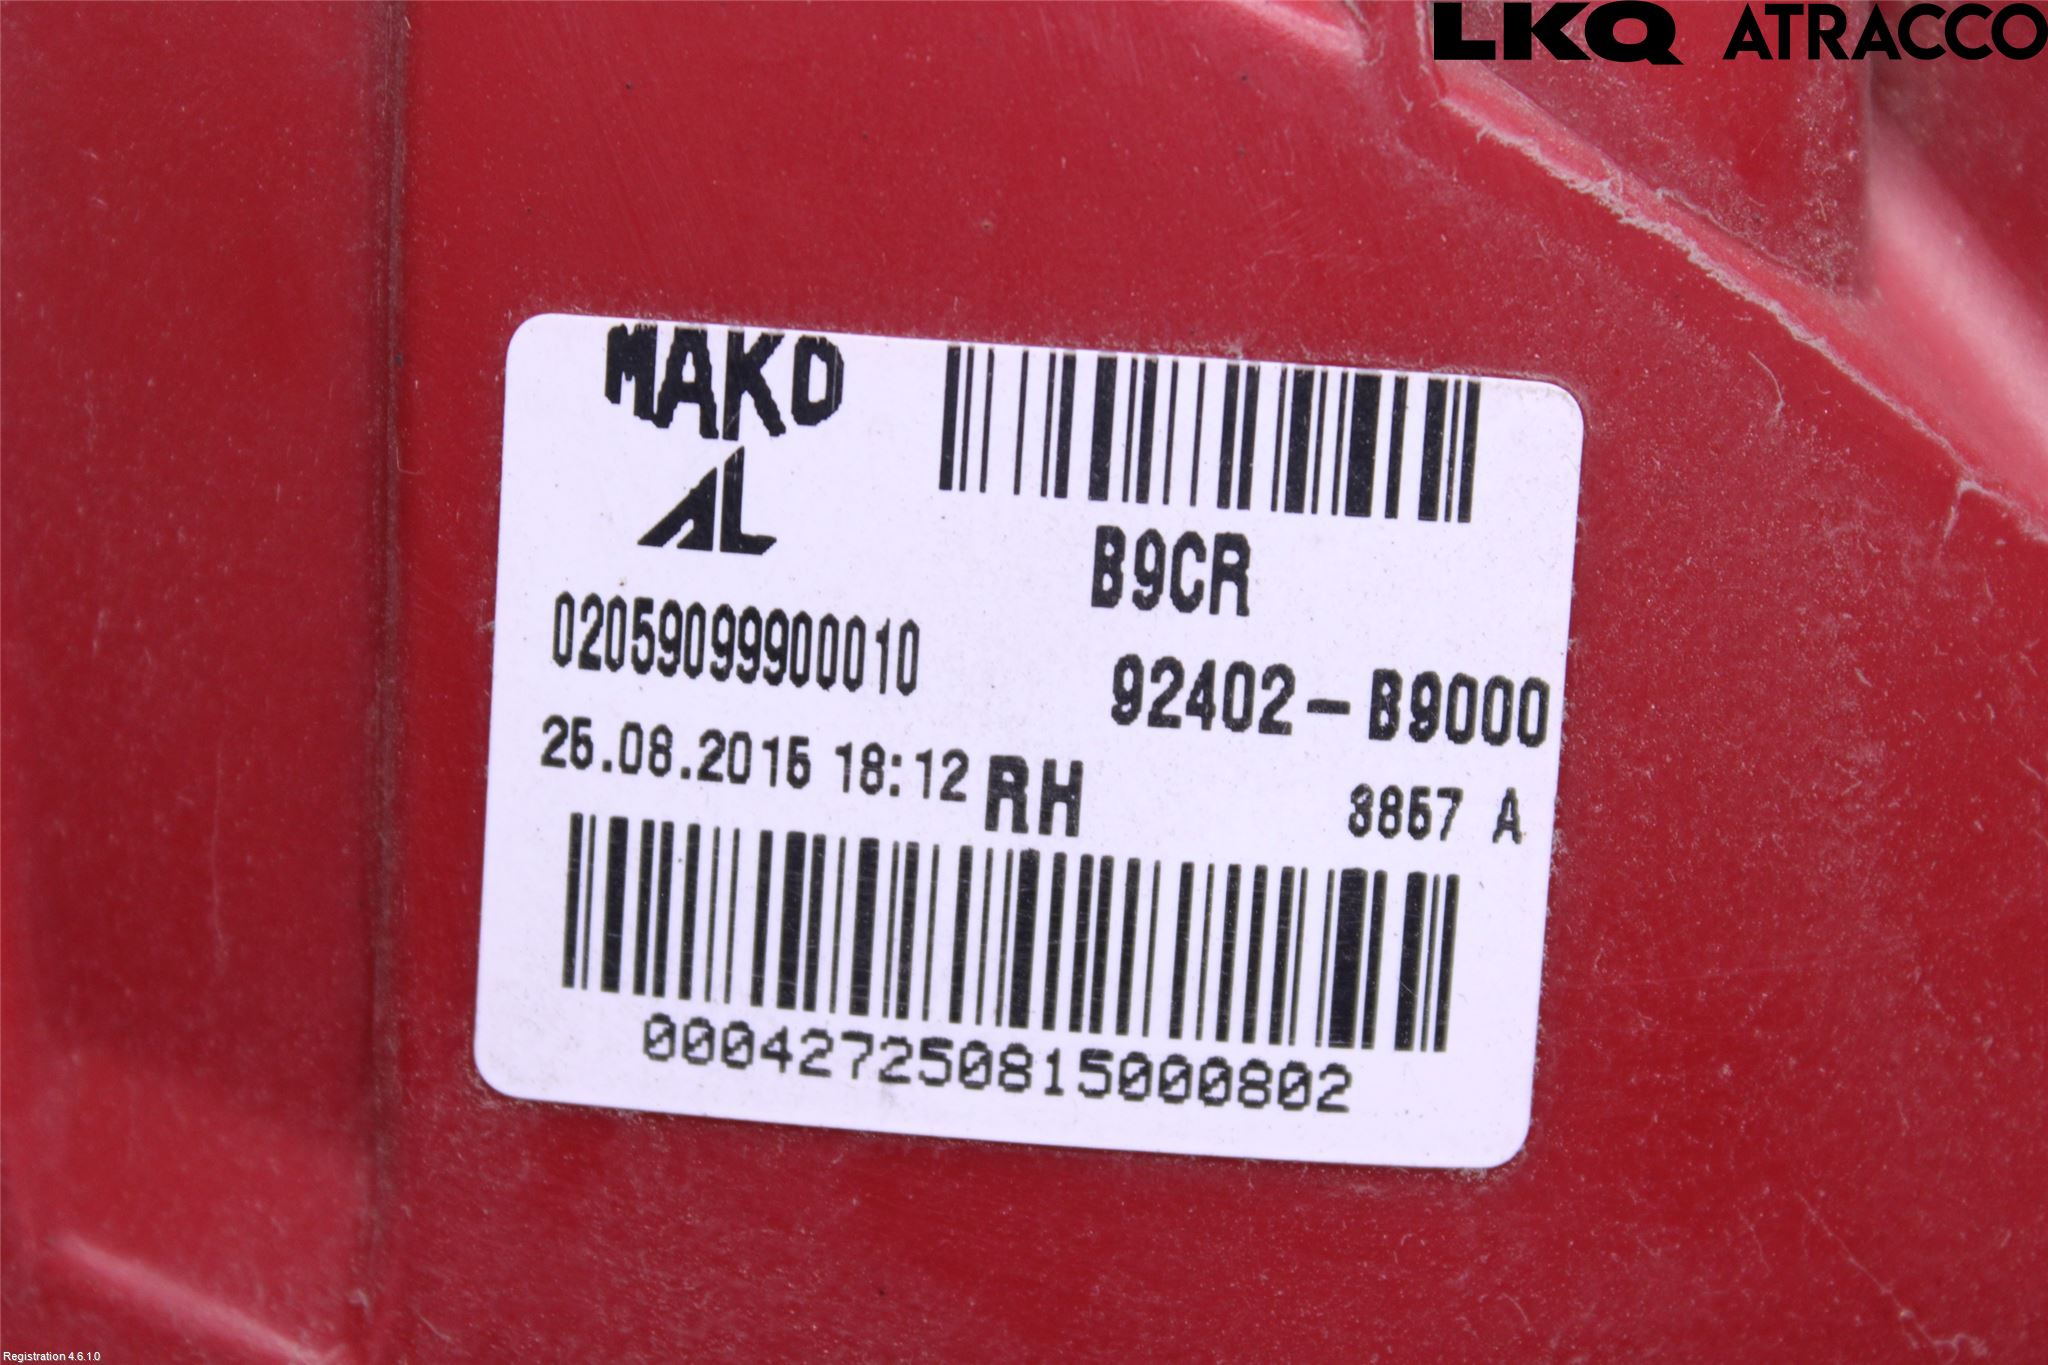 LKQ ATRACCO
MAKO
AL
B9CR
02059099900010
92402-B9000
25.08.2015 18:12 RH
3857 A
000427250815000802
Registration 4.6.1.0